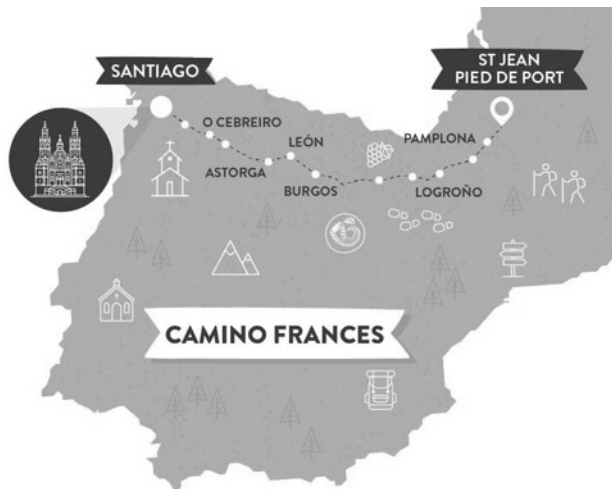 SANTIAGO
ST JEAN
PIED DE PORT
O CEBREIRO
LEÓN
PAMPLONA
ASTORGA
BURGOS
LOGROÑO
CAMINO FRANCES